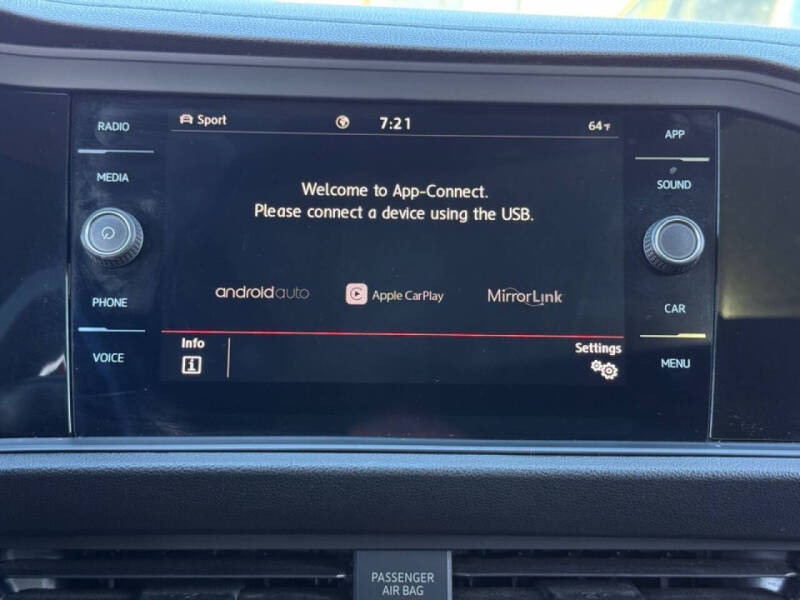 RADIO
MEDIA
PHONE
VOICE
Sport
7:21
64°F
Welcome to App-Connect.
Please connect a device using the USB.
androidauto
Apple CarPlay
MirrorLink
Info
i
Settings
APP
SOUND
CAR
MENU
PASSENGER
AIR BAG